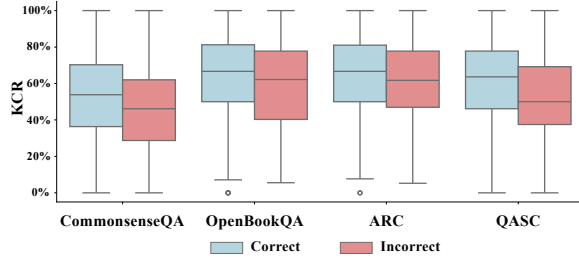 100%
80%
60%
40%
20%
0%
KCR
CommonsenseQA OpenBookQA ARC QASC
Correct Incorrect